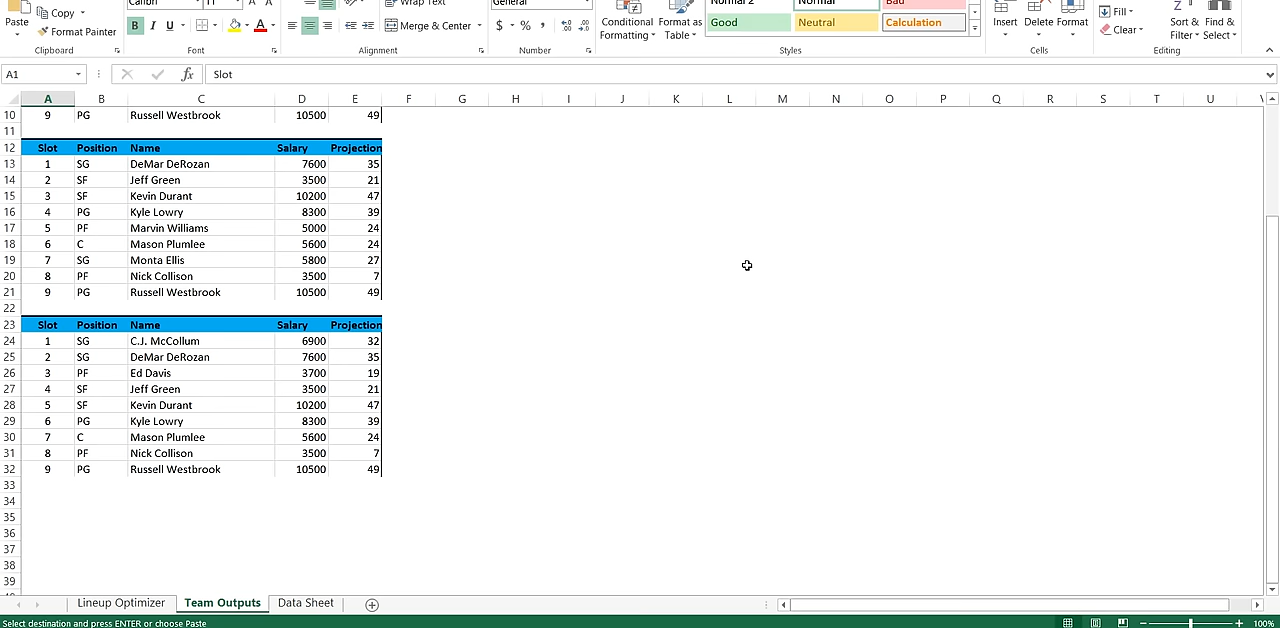 Calibri 11 A A Wrap Text General Normal 2 Normal Bad
Paste Copy Format Painter B I U A Merge & Center $ % , Conditional Formatting Format as Table Good Neutral Calculation Insert Delete Format Fill Clear Sort & Filter Find & Select
Clipboard Font Alignment Number Styles Cells Editing
A1 fx Slot
A B C D E F G H I J K L M N O P Q R S T U
10 9 PG Russell Westbrook 10500 49
11
12 Slot Position Name Salary Projection
13 1 SG DeMar DeRozan 7600 35
14 2 SF Jeff Green 3500 21
15 3 SF Kevin Durant 10200 47
16 4 PG Kyle Lowry 8300 39
17 5 PF Marvin Williams 5000 24
18 6 C Mason Plumlee 5600 24
19 7 SG Monta Ellis 5800 27
20 8 PF Nick Collison 3500 7
21 9 PG Russell Westbrook 10500 49
22
23 Slot Position Name Salary Projection
24 1 SG C.J. McCollum 6900 32
25 2 SG DeMar DeRozan 7600 35
26 3 PF Ed Davis 3700 19
27 4 SF Jeff Green 3500 21
28 5 SF Kevin Durant 10200 47
29 6 PG Kyle Lowry 8300 39
30 7 C Mason Plumlee 5600 24
31 8 PF Nick Collison 3500 7
32 9 PG Russell Westbrook 10500 49
33
34
35
36
37
38
39
Lineup Optimizer Team Outputs Data Sheet
Select destination and press ENTER or choose Paste 100%